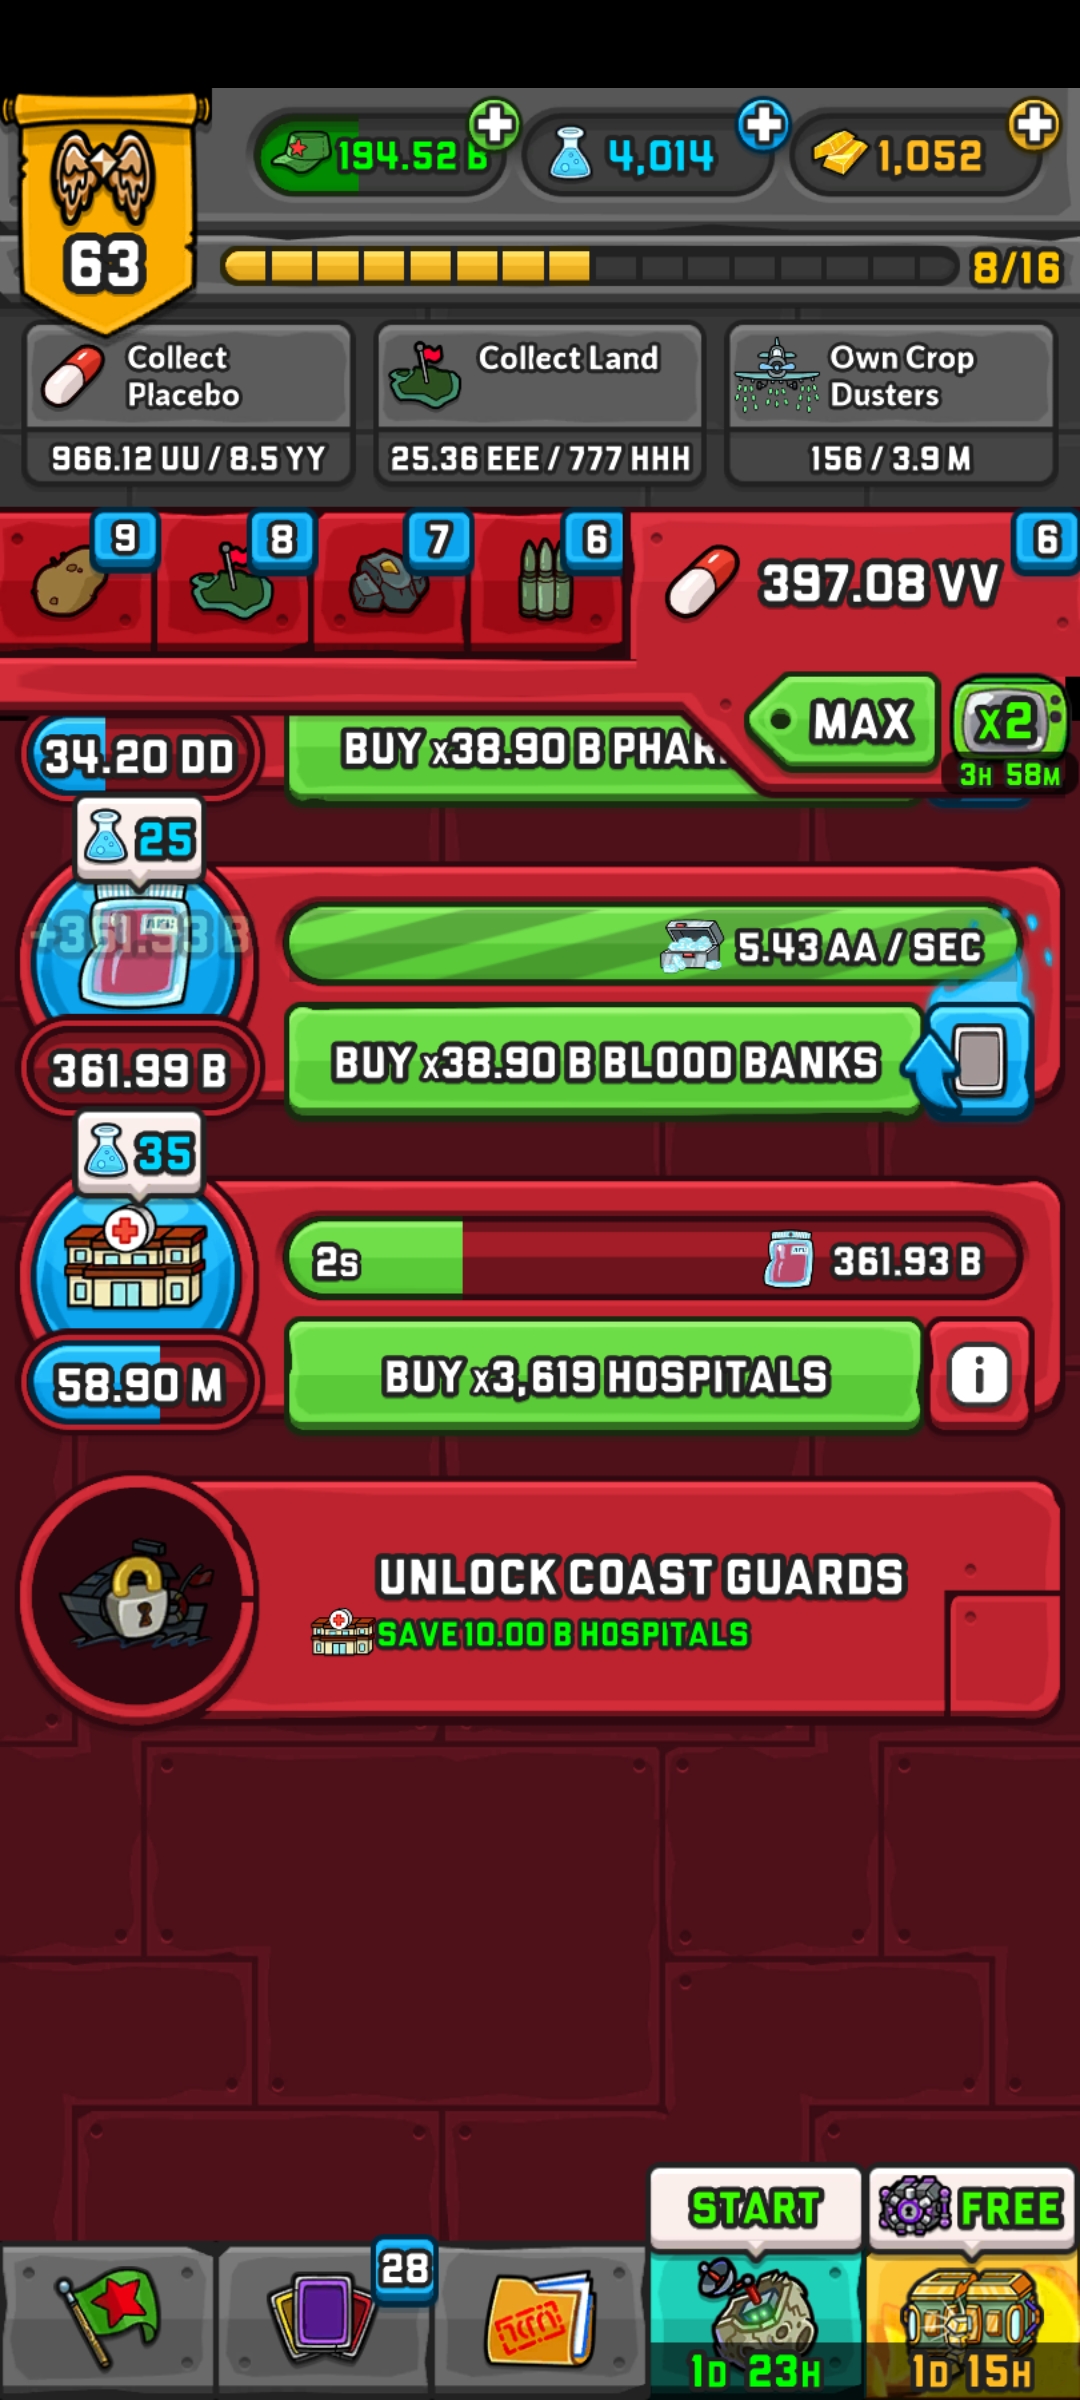 194.52 B
4,014
1,052
63
8/16
Collect
Placebo
966.12 UU / 8.5 YY
Collect Land
25.36 EEE / 777 HHH
Own Crop
Dusters
156 / 3.9 M
9
8
7
6
397.08 VV
6
MAX
x2
3H 58M
34.20 DD
BUY x38.90 B PHAR
25
+361.93 B
5.43 AA / SEC
361.99 B
BUY x38.90 B BLOOD BANKS
35
2s
361.93 B
58.90 M
BUY x3,619 HOSPITALS
i
UNLOCK COAST GUARDS
SAVE 10.00 B HOSPITALS
28
START
1D 23H
FREE
1D 15H